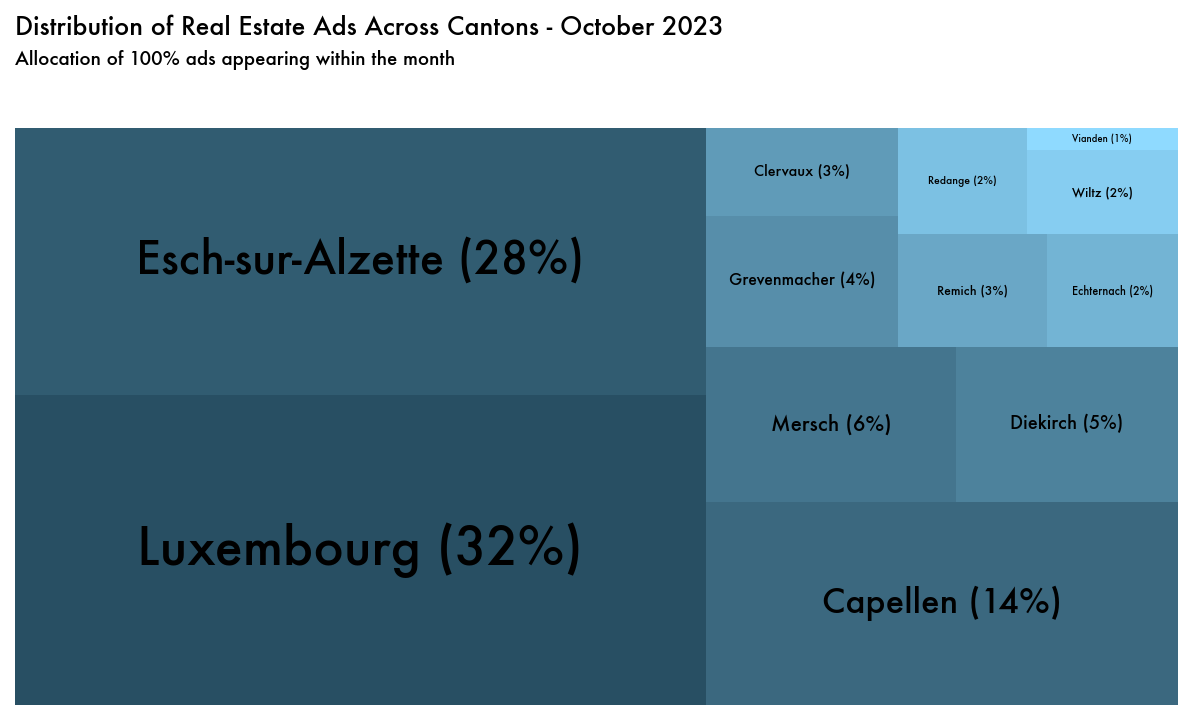 Distribution of Real Estate Ads Across Cantons - October 2023
Allocation of 100% ads appearing within the month
Esch-sur-Alzette (28%)
Luxembourg (32%)
Clervaux (3%)
Grevenmacher (4%)
Redange (2%)
Vianden (1%)
Wiltz (2%)
Remich (3%)
Echternach (2%)
Mersch (6%)
Diekirch (5%)
Capellen (14%)